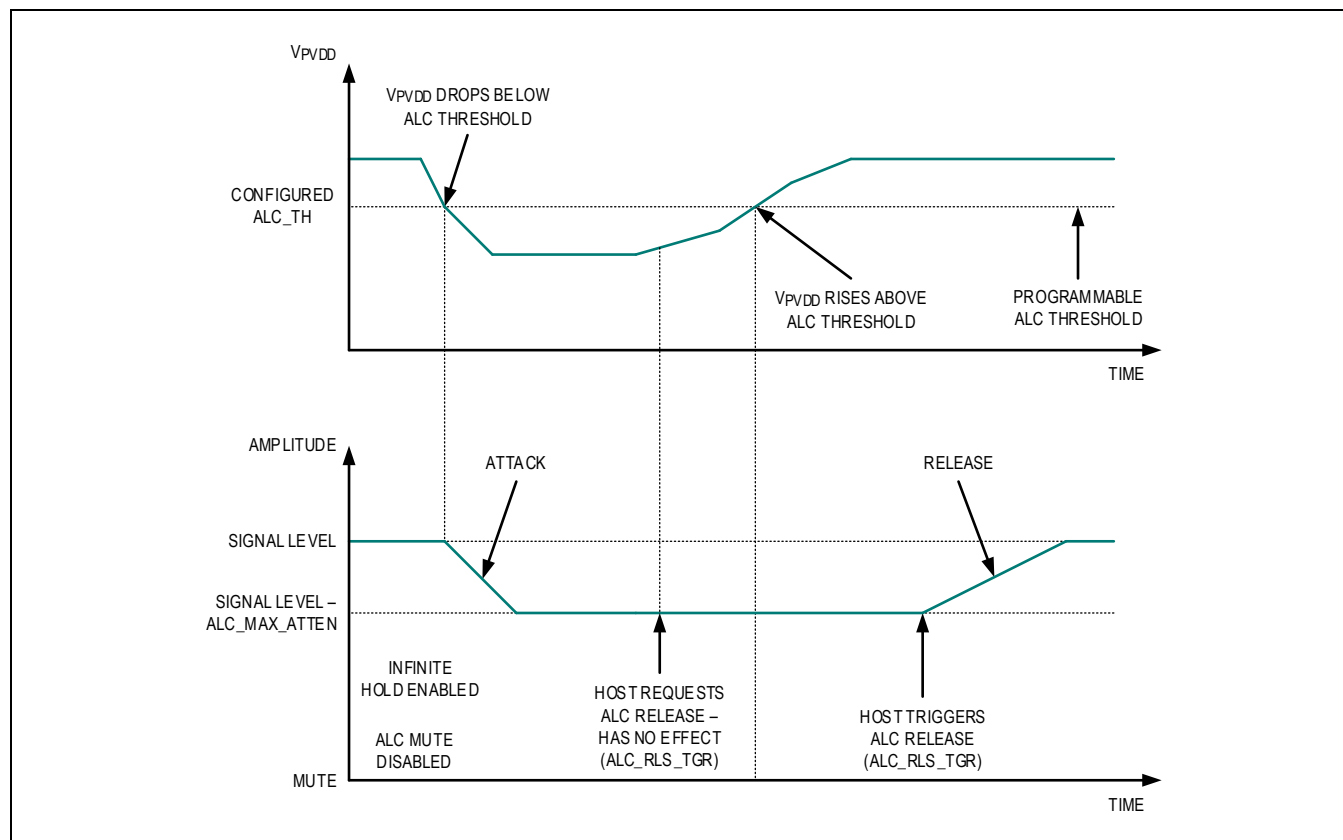 VPVDD
VPVDD DROPS BELOW
ALC THRESHOLD
CONFIGURED
ALC_TH
VPVDD RISES ABOVE
ALC THRESHOLD
PROGRAMMABLE
ALC THRESHOLD
TIME
AMPLITUDE
ATTACK
RELEASE
SIGNAL LEVEL
SIGNAL LEVEL –
ALC_MAX_ATTEN
INFINITE
HOLD ENABLED
ALC MUTE
DISABLED
HOST REQUESTS
ALC RELEASE –
HAS NO EFFECT
(ALC_RLS_TGR)
HOST TRIGGERS
ALC RELEASE
(ALC_RLS_TGR)
MUTE
TIME